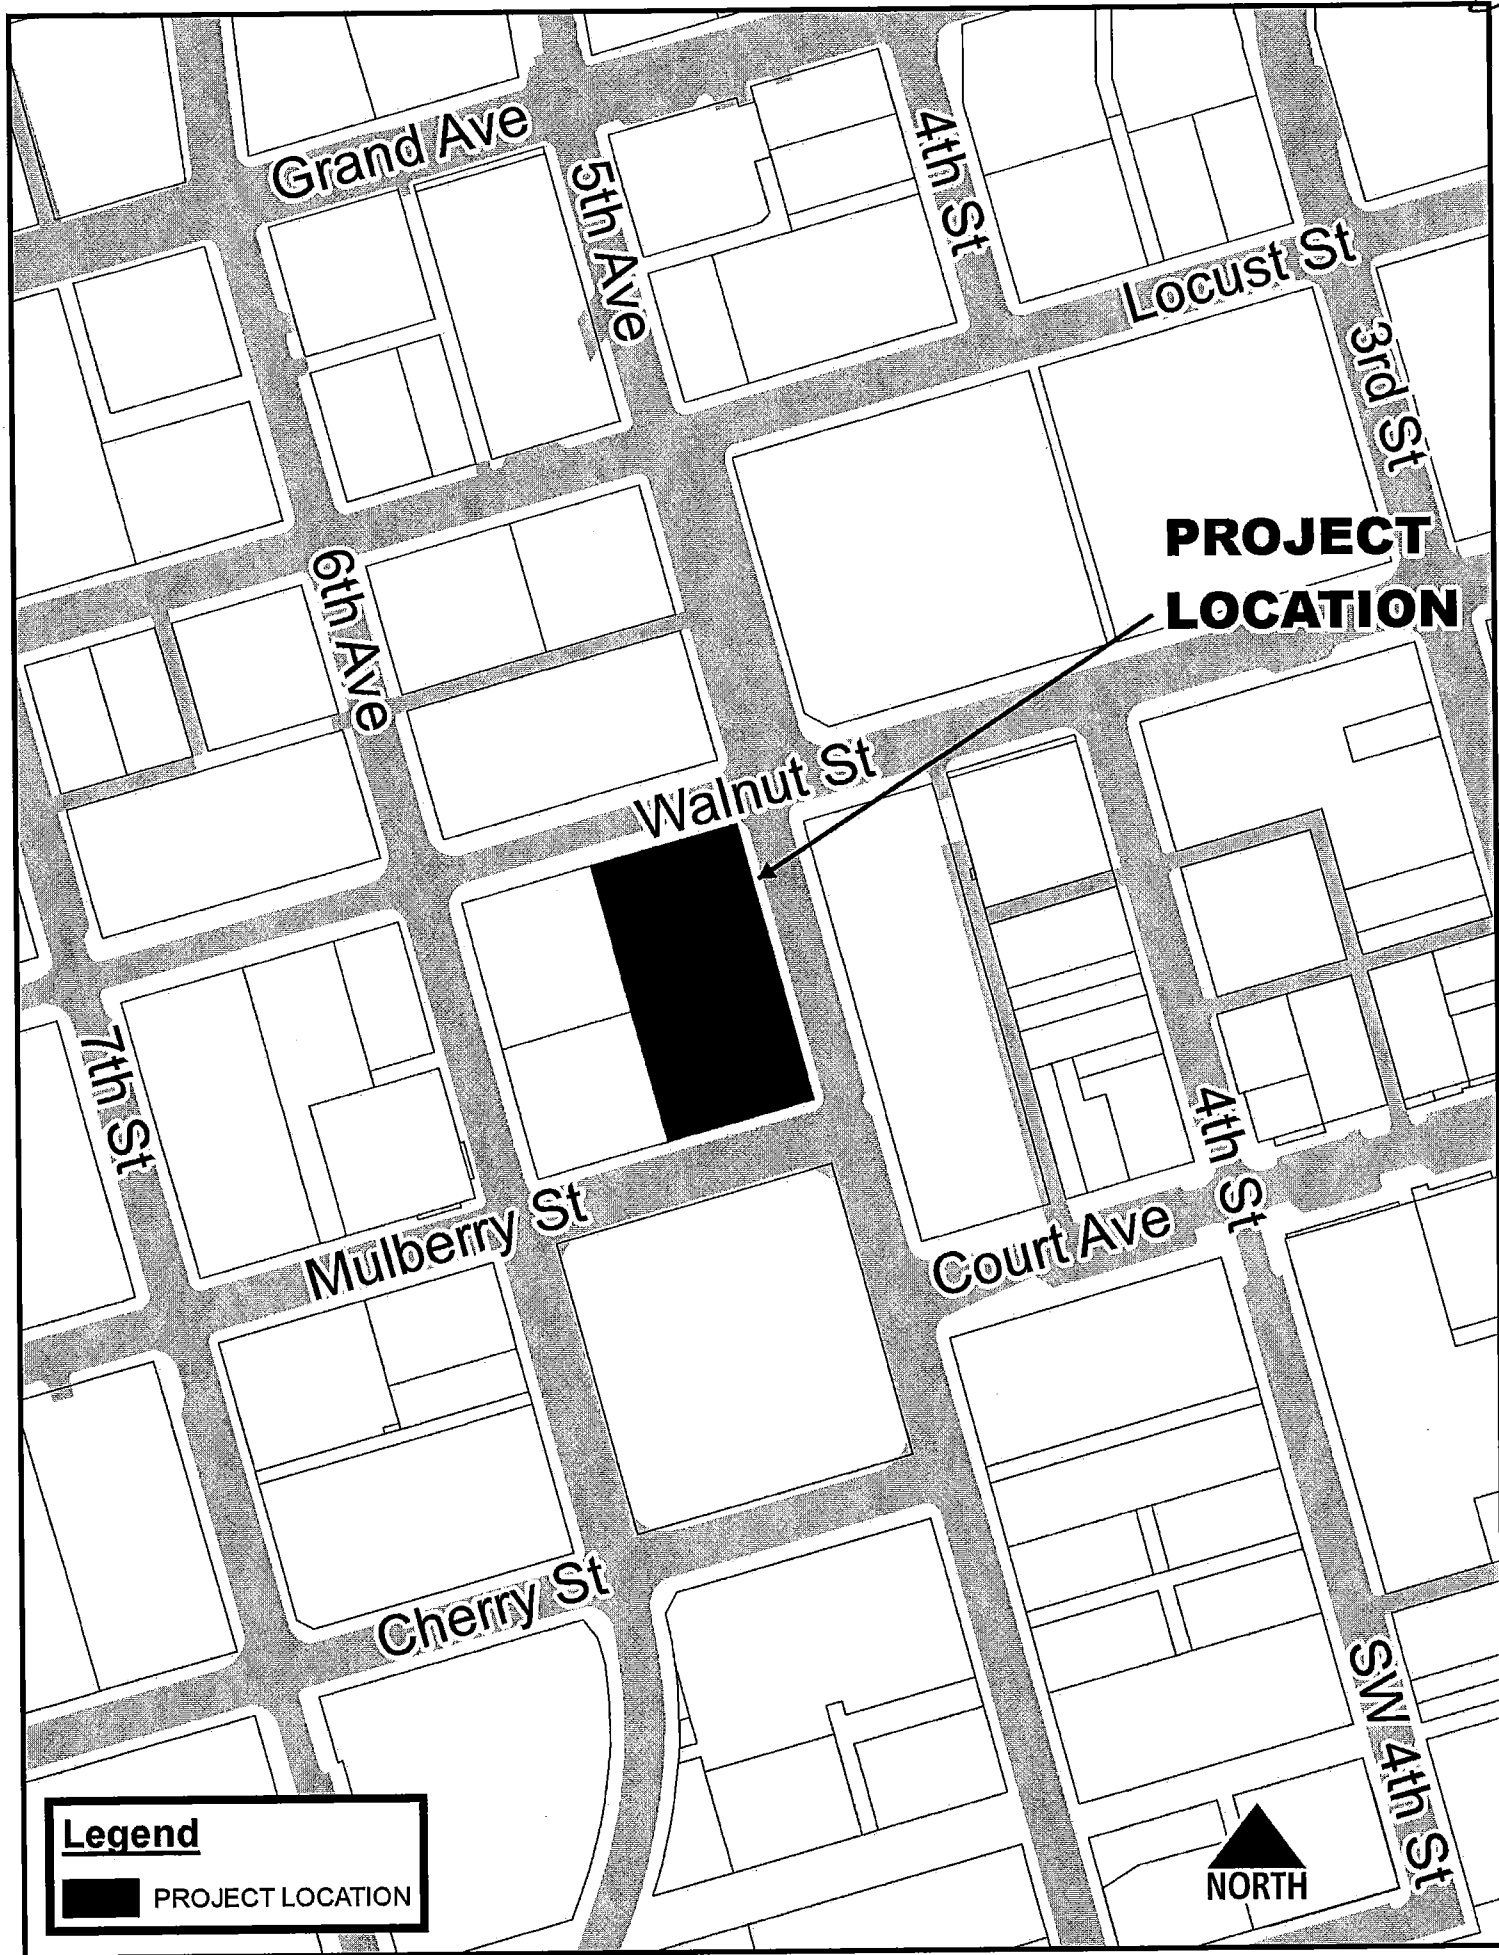 Grand Ave
5th Ave
4th St
Locust St
3rd St
PROJECT
LOCATION
6th Ave
Walnut St
7th St
4th St
Mulberry St
Court Ave
Cherry St
SW 4th St
Legend
PROJECT LOCATION
NORTH